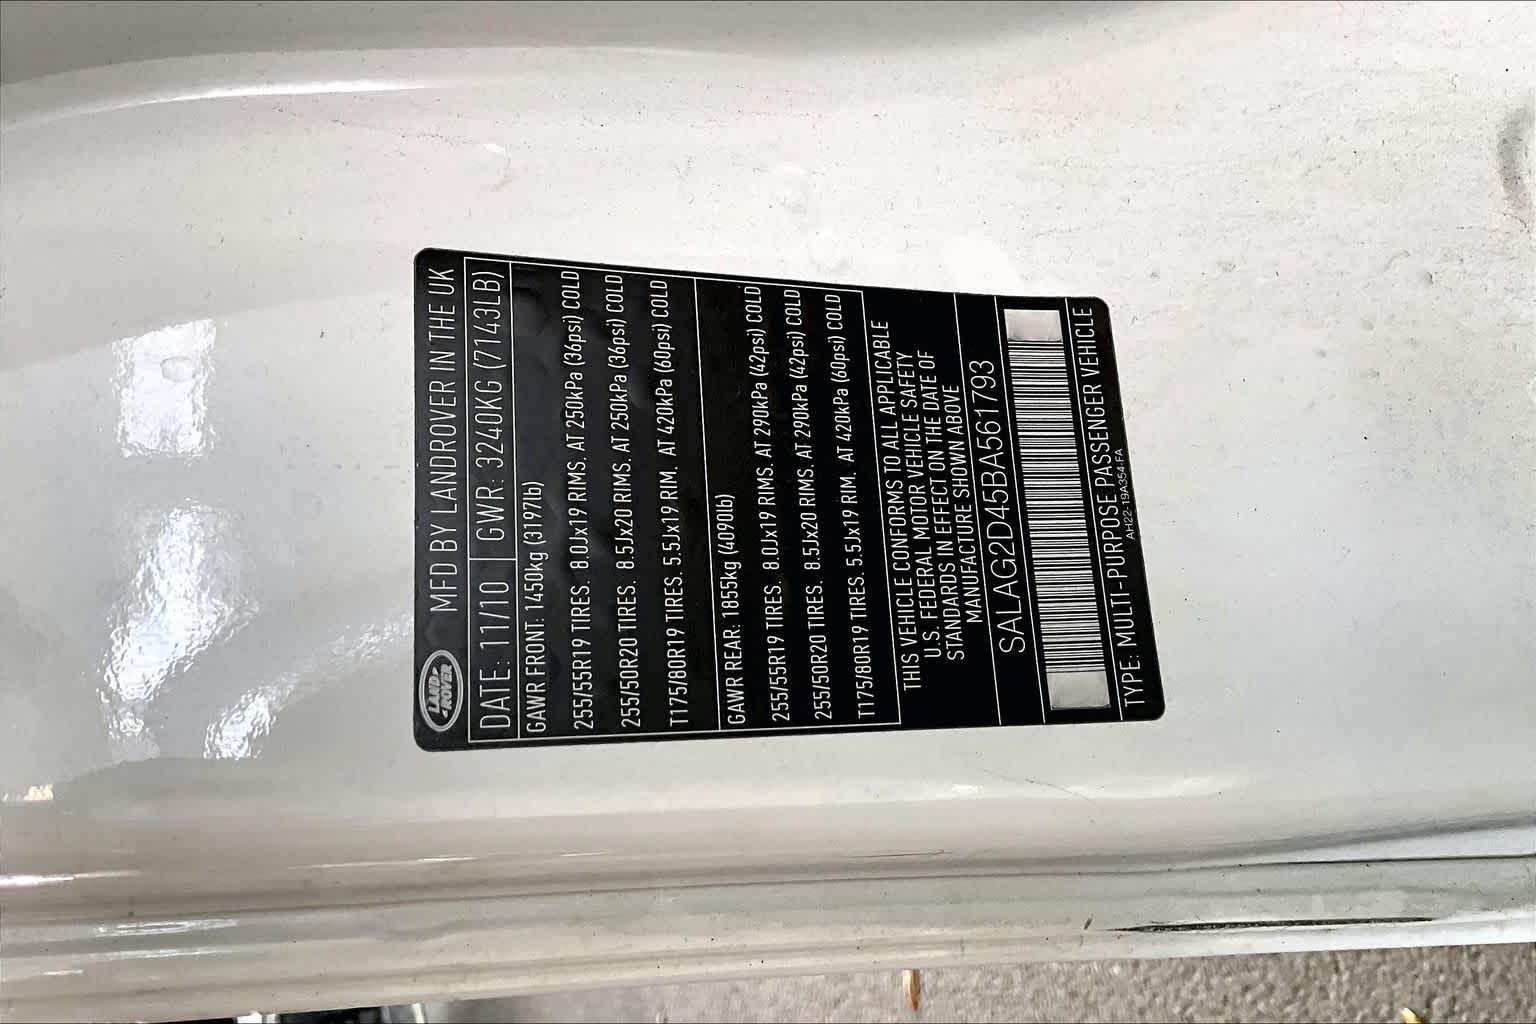 LAND-
-ROVER
MFD BY LANDROVER IN THE UK
DATE: 11/10 GWR: 3240KG (7143LB)
GAWR FRONT: 1450kg (3197lb)
255/55R19 TIRES. 8.0Jx19 RIMS. AT 250kPa (36psi) COLD
255/50R20 TIRES. 8.5Jx20 RIMS. AT 250kPa (36psi) COLD
T175/80R19 TIRES. 5.5Jx19 RIM. AT 420kPa (60psi) COLD
GAWR REAR: 1855kg (4090lb)
255/55R19 TIRES. 8.0Jx19 RIMS. AT 290kPa (42psi) COLD
255/50R20 TIRES. 8.5Jx20 RIMS. AT 290kPa (42psi) COLD
T175/80R19 TIRES. 5.5Jx19 RIM. AT 420kPa (60psi) COLD
THIS VEHICLE CONFORMS TO ALL APPLICABLE
U.S. FEDERAL MOTOR VEHICLE SAFETY
STANDARDS IN EFFECT ON THE DATE OF
MANUFACTURE SHOWN ABOVE
SALAG2D45BA561793
TYPE: MULTI-PURPOSE PASSENGER VEHICLE
AH22-19A354-FA